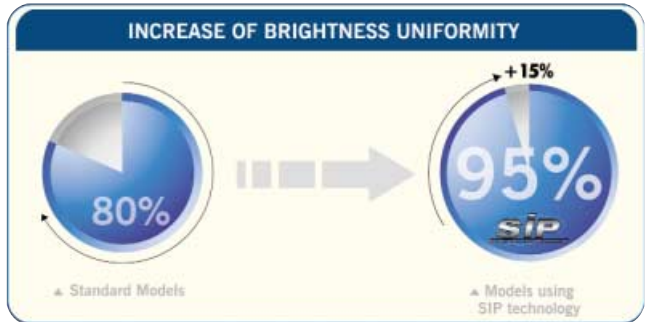 INCREASE OF BRIGHTNESS UNIFORMITY
+15%
80%
95%
sip
▲ Standard Models
▲ Models using
SIP technology